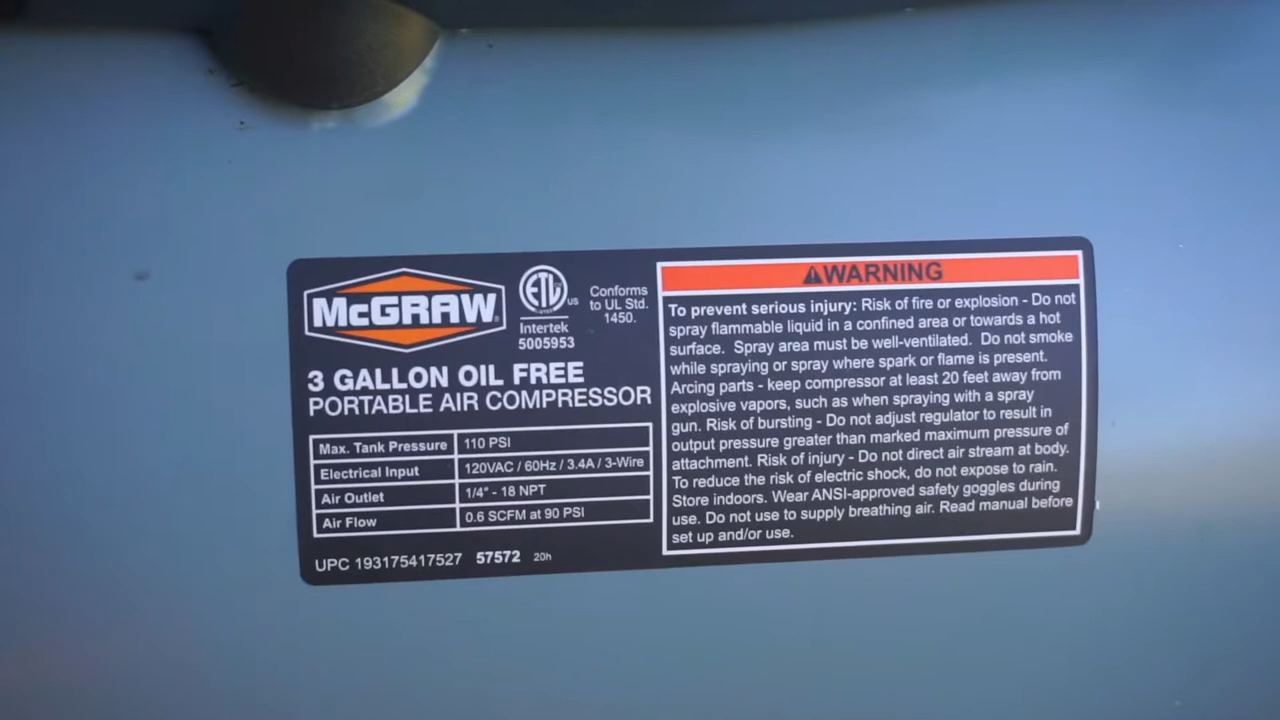 McGRAW
ETL
us
Intertek
5005953
Conforms
to UL Std.
1450.
3 GALLON OIL FREE
PORTABLE AIR COMPRESSOR
Max. Tank Pressure 110 PSI
Electrical Input 120VAC / 60Hz / 3.4A / 3-Wire
Air Outlet 1/4" - 18 NPT
Air Flow 0.6 SCFM at 90 PSI
UPC 193175417527 57572 20h
WARNING
To prevent serious injury: Risk of fire or explosion - Do not
spray flammable liquid in a confined area or towards a hot
surface. Spray area must be well-ventilated. Do not smoke
while spraying or spray where spark or flame is present.
Arcing parts - keep compressor at least 20 feet away from
explosive vapors, such as when spraying with a spray
gun. Risk of bursting - Do not adjust regulator to result in
output pressure greater than marked maximum pressure of
attachment. Risk of injury - Do not direct air stream at body.
To reduce the risk of electric shock, do not expose to rain.
Store indoors. Wear ANSI-approved safety goggles during
use. Do not use to supply breathing air. Read manual before
set up and/or use.